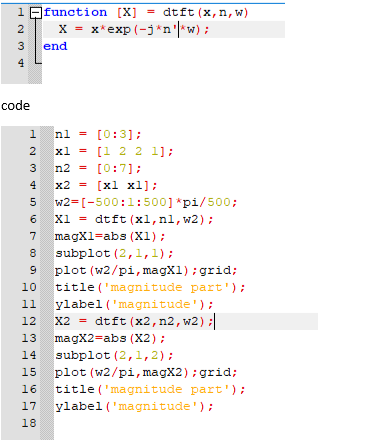 1 function [X] = dtft(x,n,w)
2 X = x*exp(-j*n'*w);
3 end
4
code
1 n1 = [0:3];
2 x1 = [1 2 2 1];
3 n2 = [0:7];
4 x2 = [x1 x1];
5 w2=[-500:1:500]*pi/500;
6 X1 = dtft(x1,n1,w2);
7 magX1=abs(X1);
8 subplot(2,1,1);
9 plot(w2/pi,magX1);grid;
10 title('magnitude part');
11 ylabel('magnitude');
12 X2 = dtft(x2,n2,w2);
13 magX2=abs(X2);
14 subplot(2,1,2);
15 plot(w2/pi,magX2);grid;
16 title('magnitude part');
17 ylabel('magnitude');
18